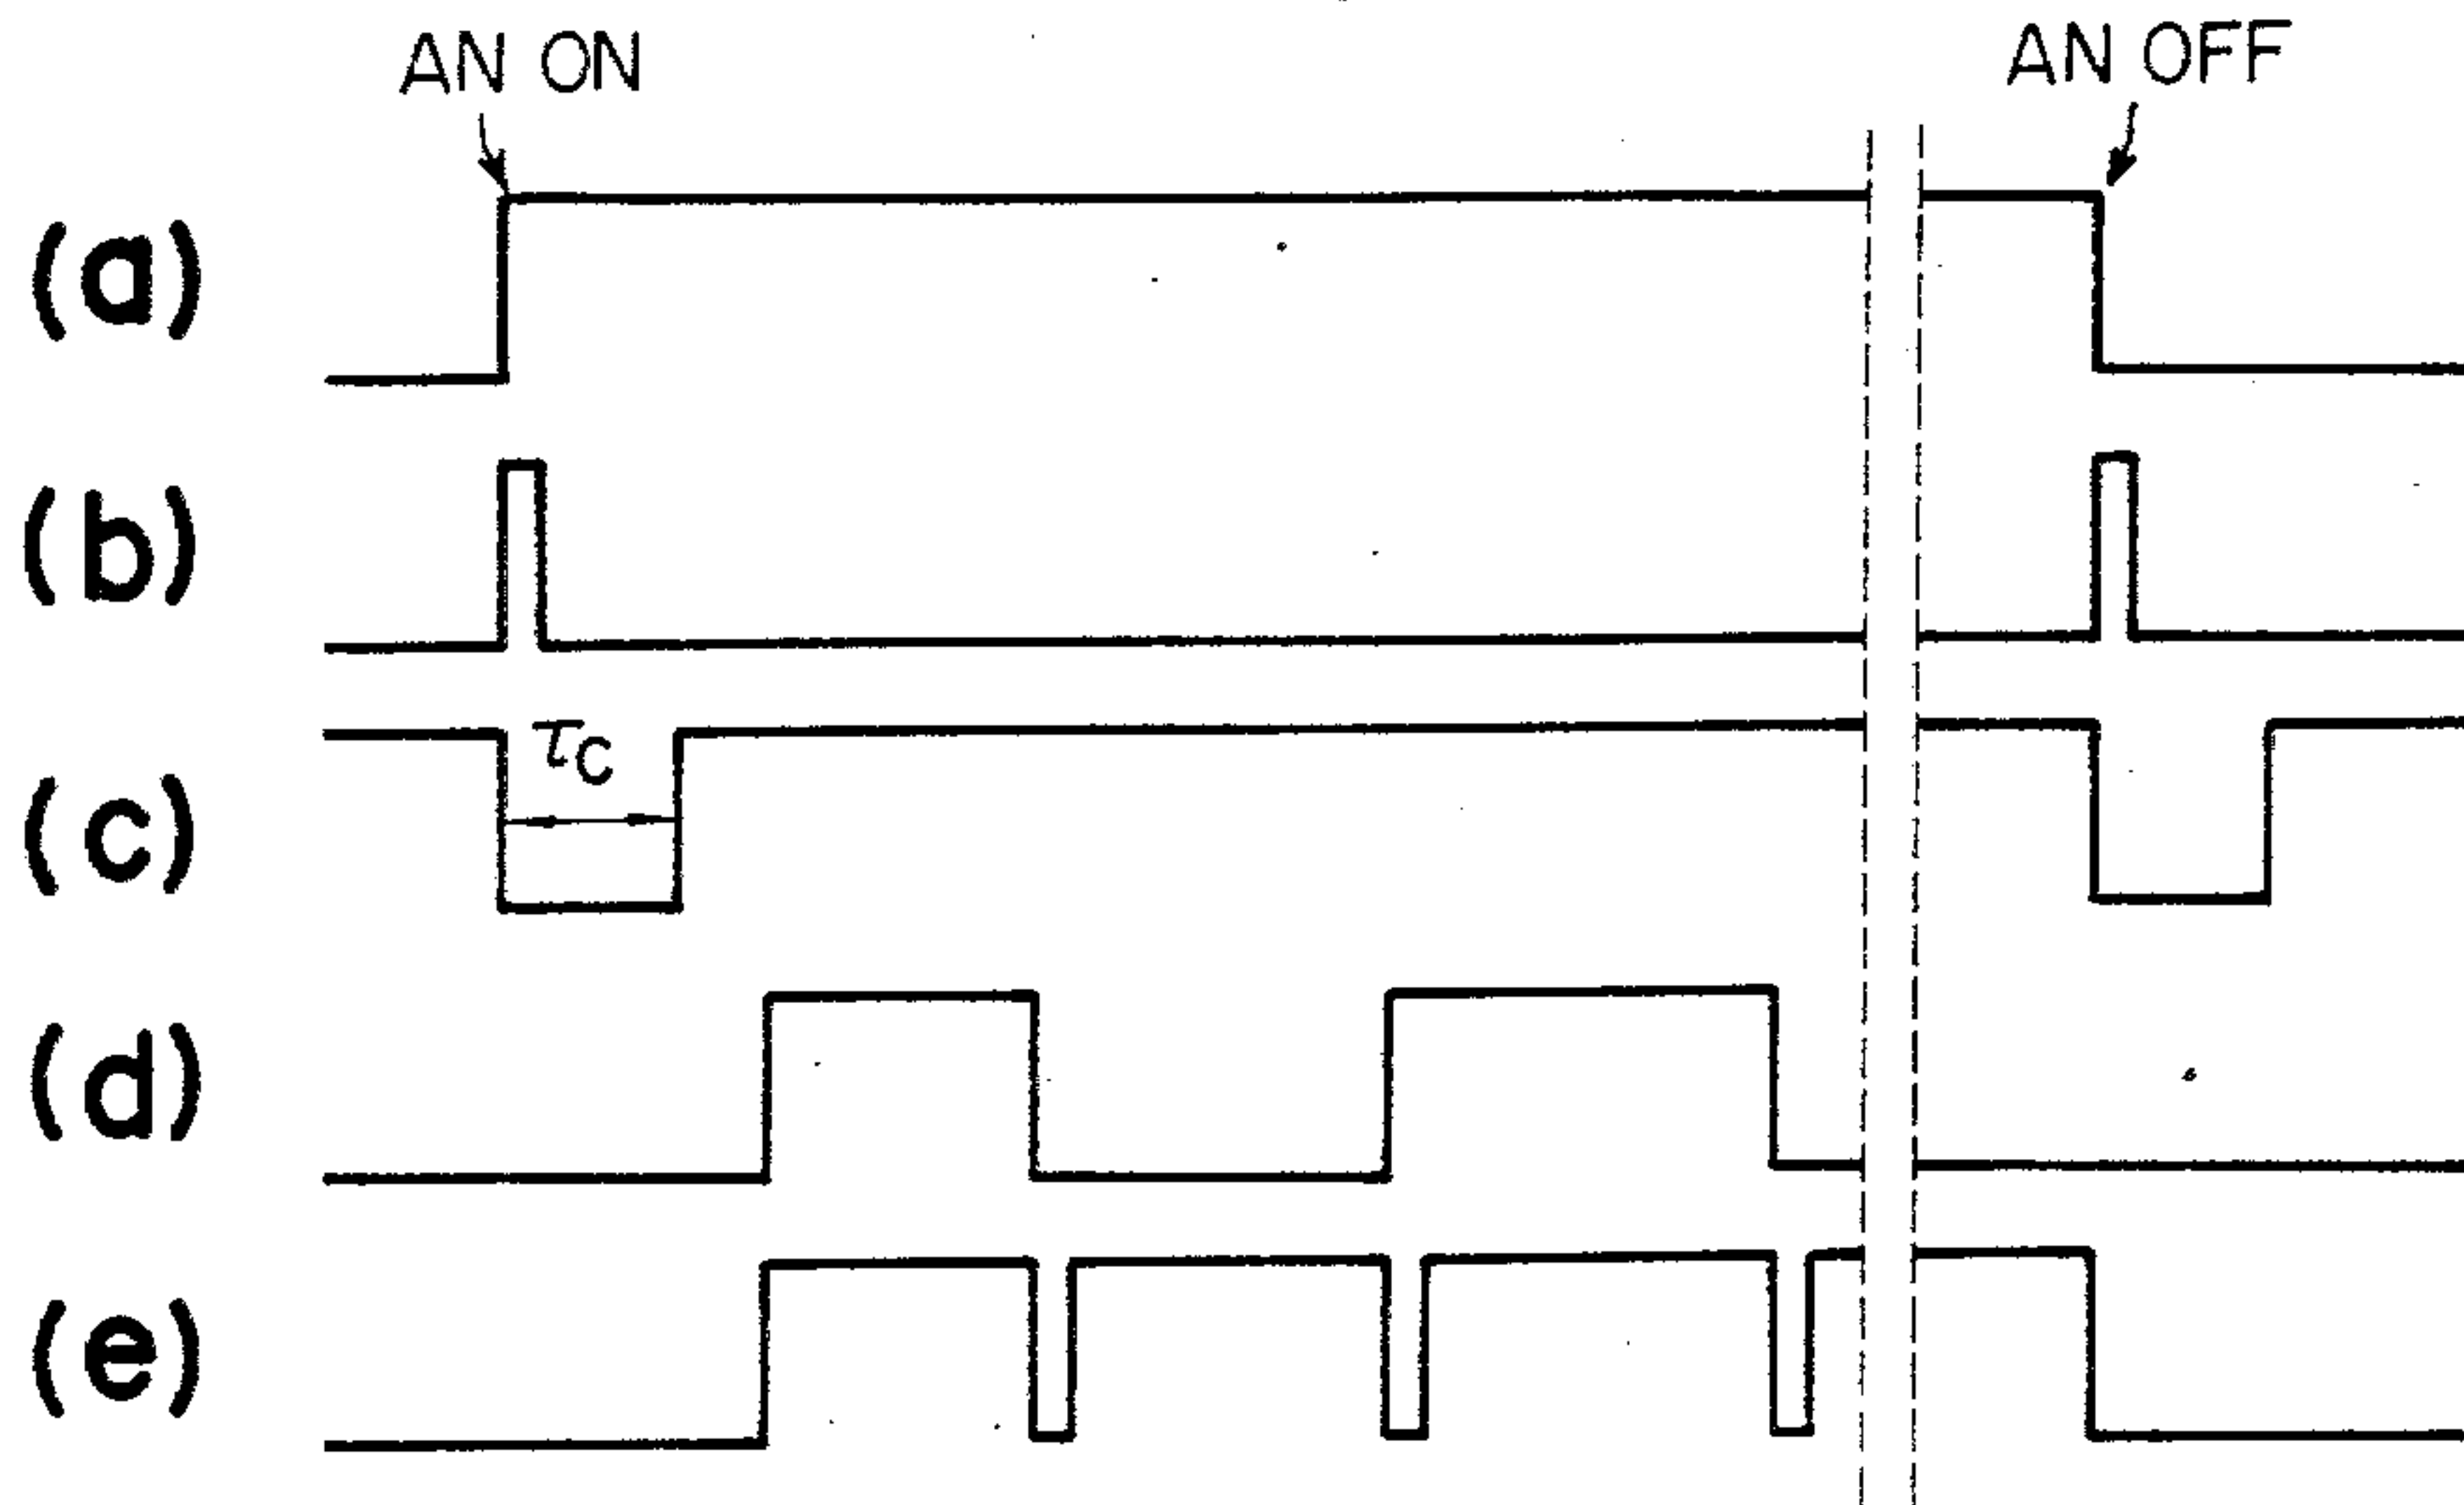 AN ON
AN OFF
(a)
(b)
(c)
τc
(d)
(e)